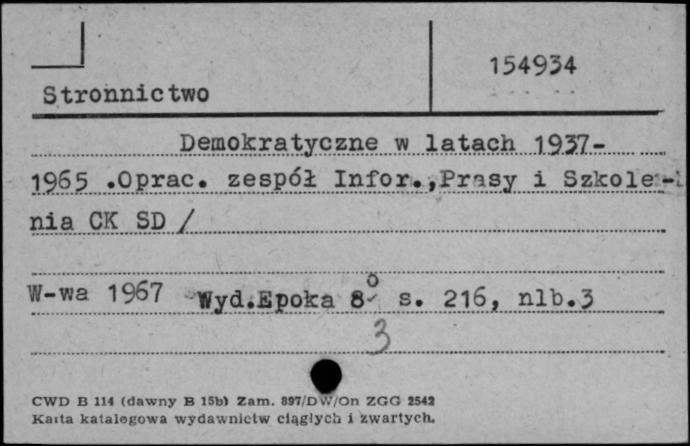 154934
Stronnictwo
Demokratyczne w latach 1937-
1965 .Oprac. zespół Infor.,Prasy i Szkole-
nia CK SD /
W-wa 1967 Wyd.Epoka 8° s. 216, nlb.3
3
CWD B 114 (dawny B 15b) Zam. 897/DW/On ZGG 2542
Karta katalogowa wydawnictw ciągłych i zwartych.